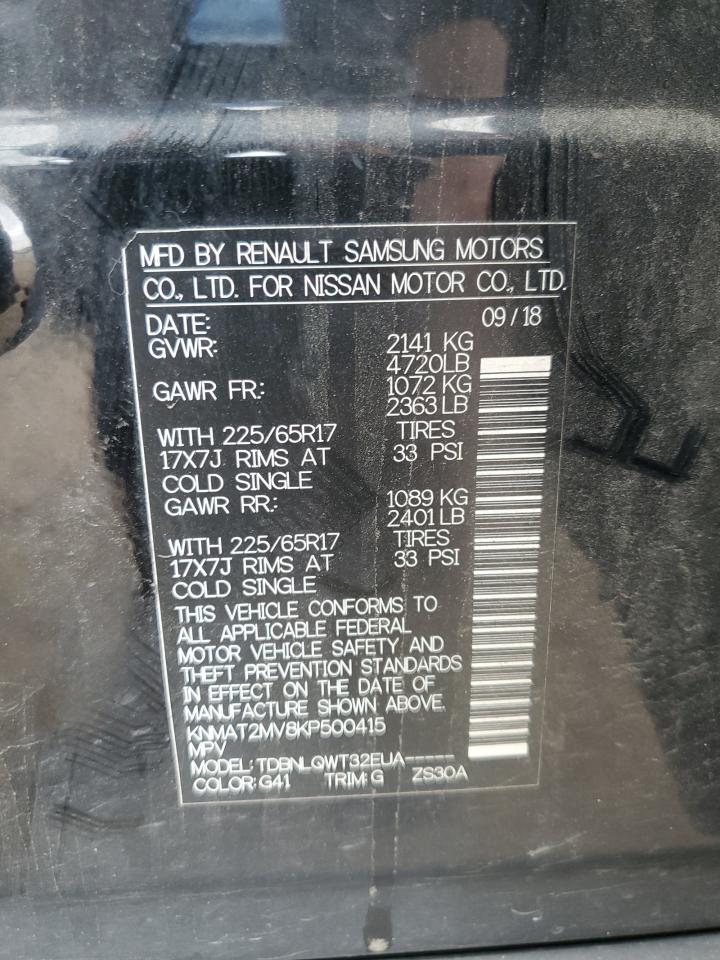 MFD BY RENAULT SAMSUNG MOTORS
CO., LTD. FOR NISSAN MOTOR CO., LTD.
DATE: 09/18
GVWR: 2141 KG
4720LB
GAWR FR.: 1072 KG
2363 LB
WITH 225/65R17 TIRES
17X7J RIMS AT 33 PSI
COLD SINGLE
GAWR RR.: 1089 KG
2401 LB
WITH 225/65R17 TIRES
17X7J RIMS AT 33 PSI
COLD SINGLE
THIS VEHICLE CONFORMS TO
ALL APPLICABLE FEDERAL
MOTOR VEHICLE SAFETY AND
THEFT PREVENTION STANDARDS
IN EFFECT ON THE DATE OF
MANUFACTURE SHOWN ABOVE.
KNMAT2MV8KP500415
MPV
MODEL: TDBNLQWT32EUA-----
COLOR: G41 TRIM: G ZS30A